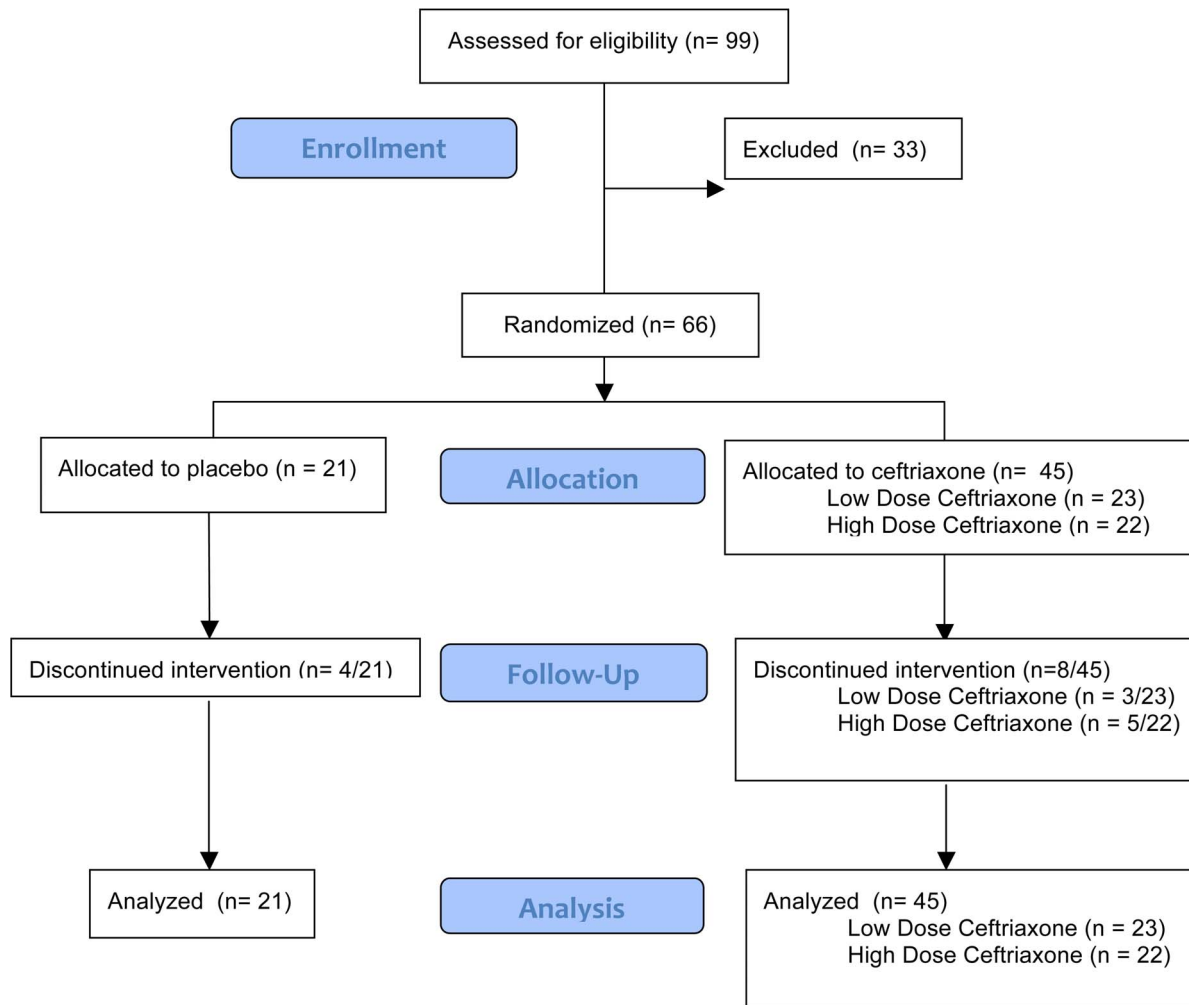 Assessed for eligibility (n= 99)
Enrollment
Excluded  (n= 33)
Randomized (n= 66)
Allocated to placebo (n = 21)
Allocation
Allocated to ceftriaxone (n=  45)
Low Dose Ceftriaxone (n = 23)
High Dose Ceftriaxone (n = 22)
Discontinued intervention (n= 4/21)
Follow-Up
Discontinued intervention (n=8/45)
Low Dose Ceftriaxone (n = 3/23)
High Dose Ceftriaxone (n = 5/22)
Analyzed  (n= 21)
Analysis
Analyzed  (n= 45)
Low Dose Ceftriaxone (n = 23)
High Dose Ceftriaxone (n = 22)